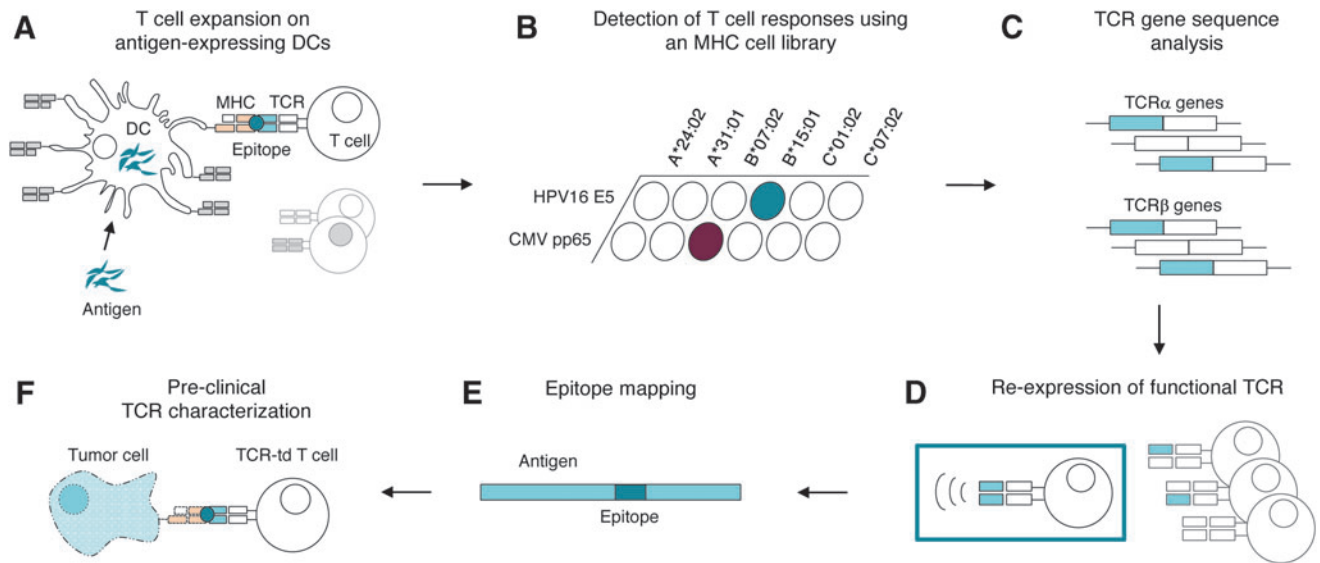 A
T cell expansion on
antigen-expressing DCs
MHC
TCR
DC
T cell
Epitope
Antigen
B
Detection of T cell responses using
an MHC cell library
A*24:02
A*31:01
B*07:02
B*15:01
C*01:02
C*07:02
HPV16 E5
CMV pp65
C
TCR gene sequence
analysis
TCRα genes
TCRβ genes
F
Pre-clinical
TCR characterization
Tumor cell
TCR-td T cell
E
Epitope mapping
Antigen
Epitope
D
Re-expression of functional TCR